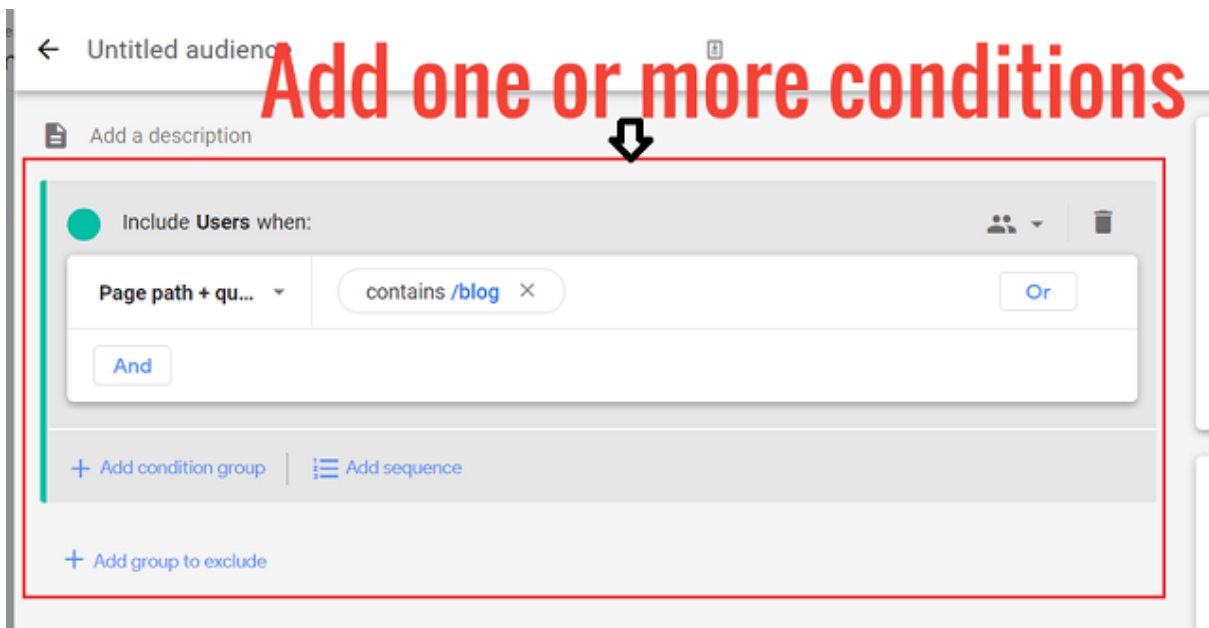 Untitled audience
Add one or more conditions
Add a description
Include Users when:
Page path + qu...
contains /blog
Or
And
Add condition group
Add sequence
Add group to exclude